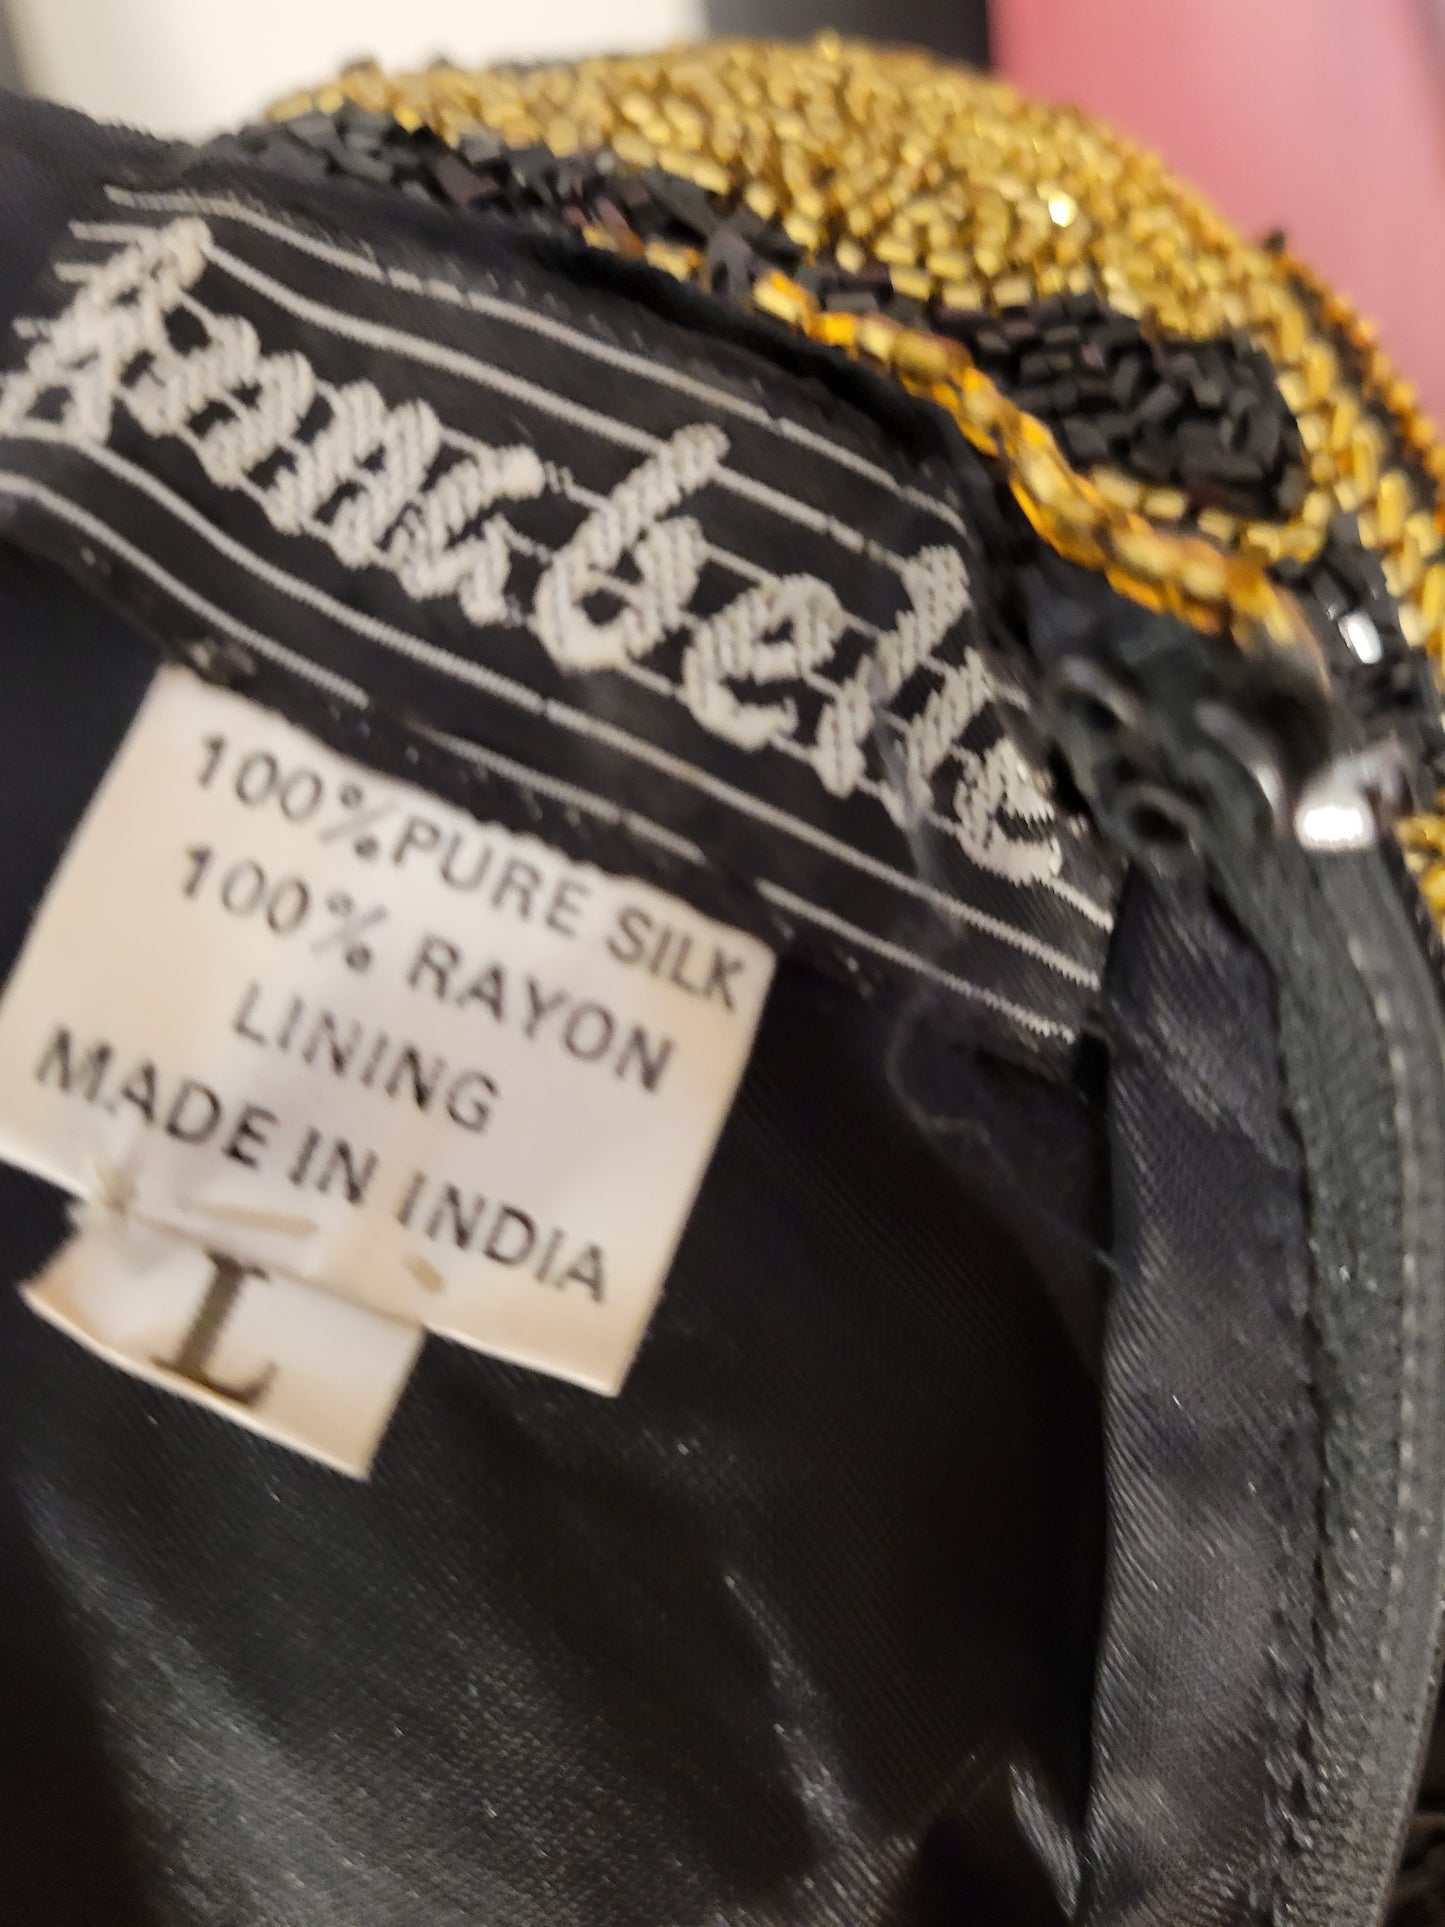 100% PURE SILK
100% RAYON
LINING
MADE IN INDIA
L